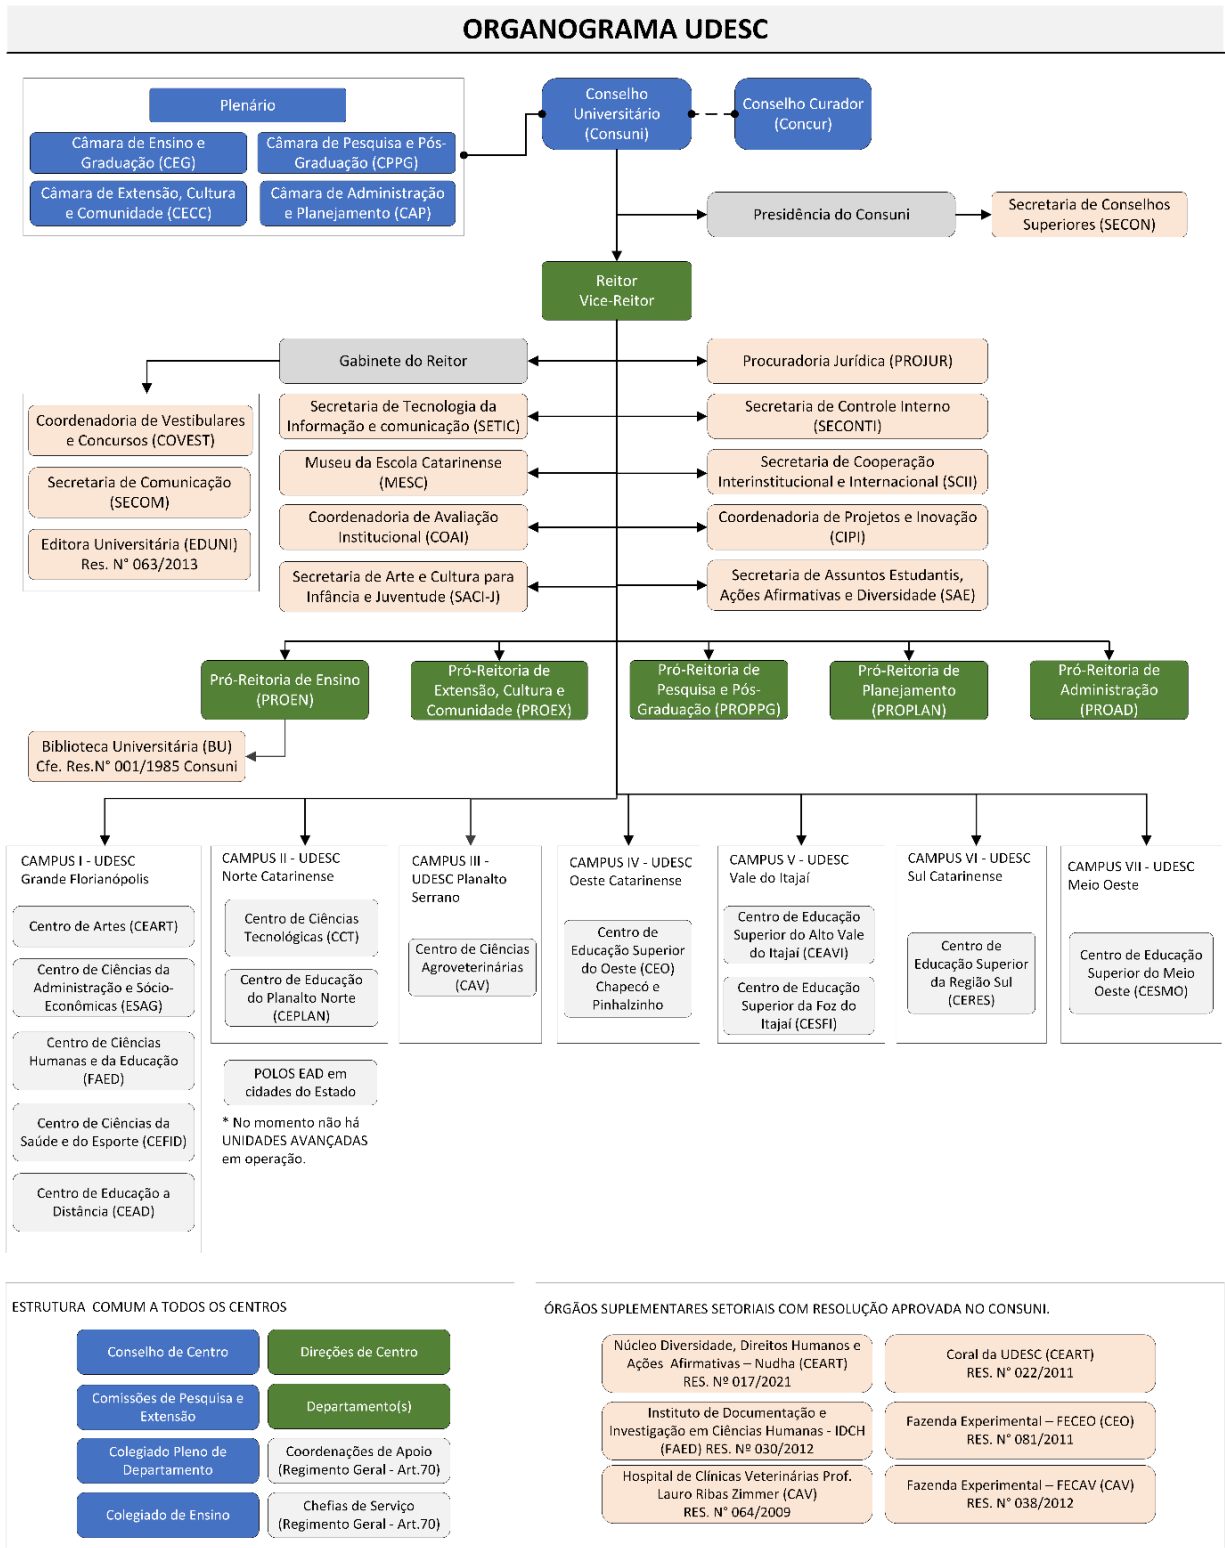 ORGANOGRAMA UDESC
Plenário
Câmara de Ensino e
Graduação (CEG)
Câmara de Pesquisa e Pós-
Graduação (CPPG)
Câmara de Extensão, Cultura
e Comunidade (CECC)
Câmara de Administração
e Planejamento (CAP)
Conselho
Universitário
(Consuni)
Conselho Curador
(Concur)
Presidência do Consuni
Secretaria de Conselhos
Superiores (SECON)
Reitor
Vice-Reitor
Gabinete do Reitor
Procuradoria Jurídica (PROJUR)
Coordenadoria de Vestibulares
e Concursos (COVEST)
Secretaria de Comunicação
(SECOM)
Editora Universitária (EDUNI)
Res. N° 063/2013
Secretaria de Tecnologia da
Informação e comunicação (SETIC)
Secretaria de Controle Interno
(SECONTI)
Museu da Escola Catarinense
(MESC)
Secretaria de Cooperação
Interinstitucional e Internacional (SCII)
Coordenadoria de Avaliação
Institucional (COAI)
Coordenadoria de Projetos e Inovação
(CIPI)
Secretaria de Arte e Cultura para
Infância e Juventude (SACI-J)
Secretaria de Assuntos Estudantis,
Ações Afirmativas e Diversidade (SAE)
Pró-Reitoria de Ensino
(PROEN)
Pró-Reitoria de
Extensão, Cultura e
Comunidade (PROEX)
Pró-Reitoria de
Pesquisa e Pós-
Graduação (PROPPG)
Pró-Reitoria de
Planejamento
(PROPLAN)
Pró-Reitoria de
Administração
(PROAD)
Biblioteca Universitária (BU)
Cfe. Res.N° 001/1985 Consuni
CAMPUS I - UDESC
Grande Florianópolis
Centro de Artes (CEART)
Centro de Ciências da
Administração e Sócio-
Econômicas (ESAG)
Centro de Ciências
Humanas e da Educação
(FAED)
Centro de Ciências da
Saúde e do Esporte (CEFID)
Centro de Educação a
Distância (CEAD)
CAMPUS II - UDESC
Norte Catarinense
Centro de Ciências
Tecnológicas (CCT)
Centro de Educação
do Planalto Norte
(CEPLAN)
POLOS EAD em
cidades do Estado
* No momento não há
UNIDADES AVANÇADAS
em operação.
CAMPUS III -
UDESC Planalto
Serrano
Centro de Ciências
Agroveterinárias
(CAV)
CAMPUS IV - UDESC
Oeste Catarinense
Centro de
Educação Superior
do Oeste (CEO)
Chapecó e
Pinhalzinho
CAMPUS V - UDESC
Vale do Itajaí
Centro de Educação
Superior do Alto Vale
do Itajaí (CEAVI)
Centro de Educação
Superior da Foz do
Itajaí (CESFI)
CAMPUS VI - UDESC
Sul Catarinense
Centro de
Educação Superior
da Região Sul
(CERES)
CAMPUS VII - UDESC
Meio Oeste
Centro de Educação
Superior do Meio
Oeste (CESMO)
ESTRUTURA COMUM A TODOS OS CENTROS
Conselho de Centro
Direções de Centro
Comissões de Pesquisa e
Extensão
Departamento(s)
Colegiado Pleno de
Departamento
Coordenações de Apoio
(Regimento Geral - Art.70)
Colegiado de Ensino
Chefias de Serviço
(Regimento Geral - Art.70)
ÓRGÃOS SUPLEMENTARES SETORIAIS COM RESOLUÇÃO APROVADA NO CONSUNI.
Núcleo Diversidade, Direitos Humanos e
Ações Afirmativas – Nudha (CEART)
RES. Nº 017/2021
Coral da UDESC (CEART)
RES. N° 022/2011
Instituto de Documentação e
Investigação em Ciências Humanas - IDCH
(FAED) RES. Nº 030/2012
Fazenda Experimental – FECEO (CEO)
RES. N° 081/2011
Hospital de Clínicas Veterinárias Prof.
Lauro Ribas Zimmer (CAV)
RES. N° 064/2009
Fazenda Experimental – FECAV (CAV)
RES. N° 038/2012